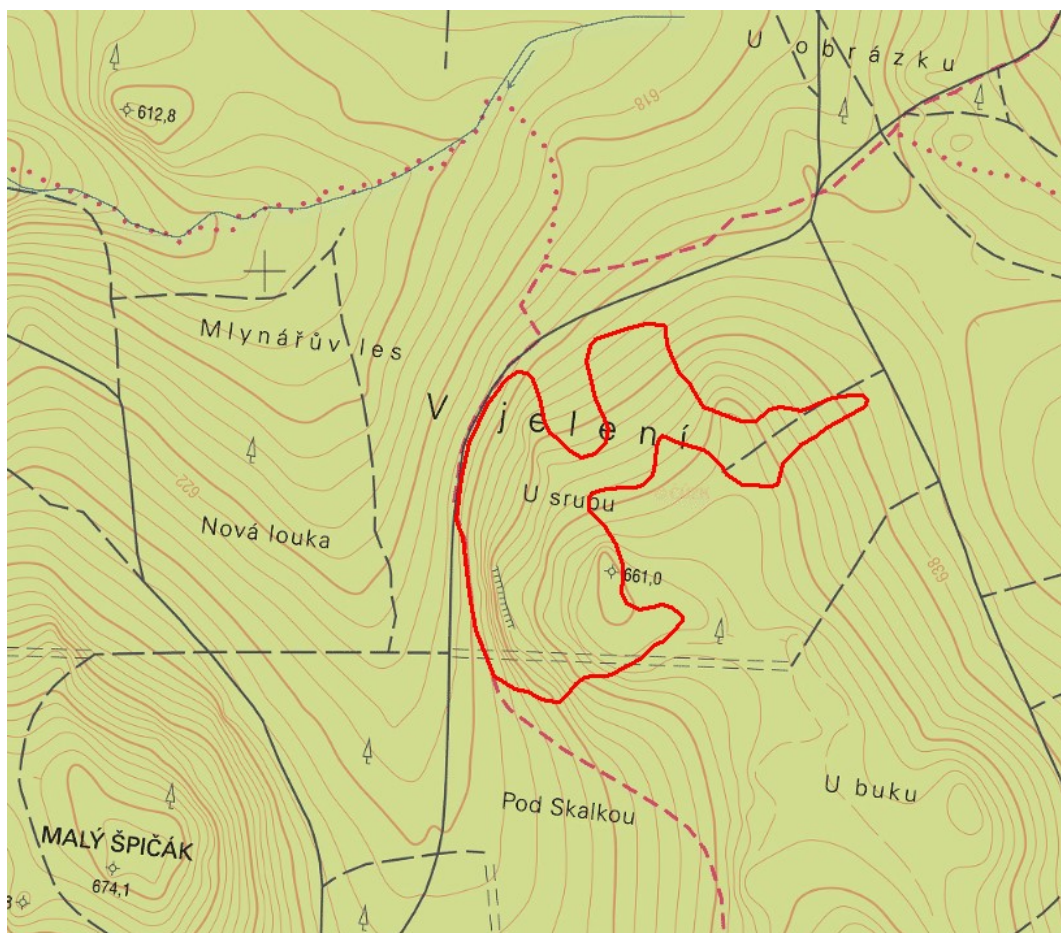 U obrázku
612,8
618
Mlynářův les
V jelení
622
U srubu
Nová louka
661,0
638
U buku
Pod Skalkou
MALÝ ŠPIČÁK
674,1